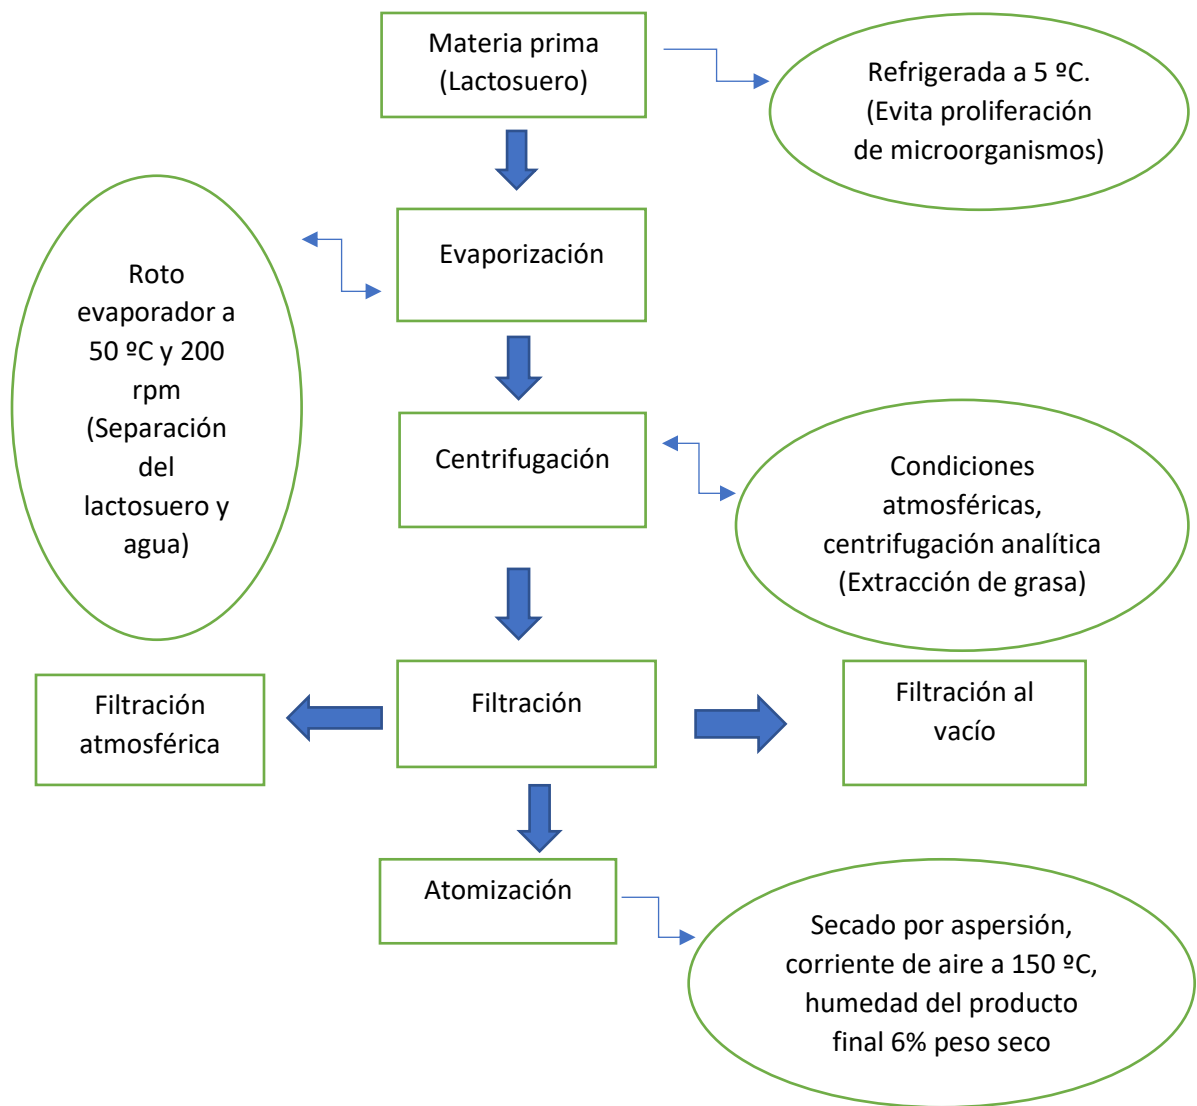 Materia prima
(Lactosuero)
Refrigerada a 5 ºC.
(Evita proliferación
de microorganismos)
Evaporización
Roto
evaporador a
50 ºC y 200
rpm
(Separación
del
lactosuero y
agua)
Centrifugación
Condiciones
atmosféricas,
centrifugación analítica
(Extracción de grasa)
Filtración
atmosférica
Filtración
Filtración al
vacío
Atomización
Secado por aspersión,
corriente de aire a 150 ºC,
humedad del producto
final 6% peso seco